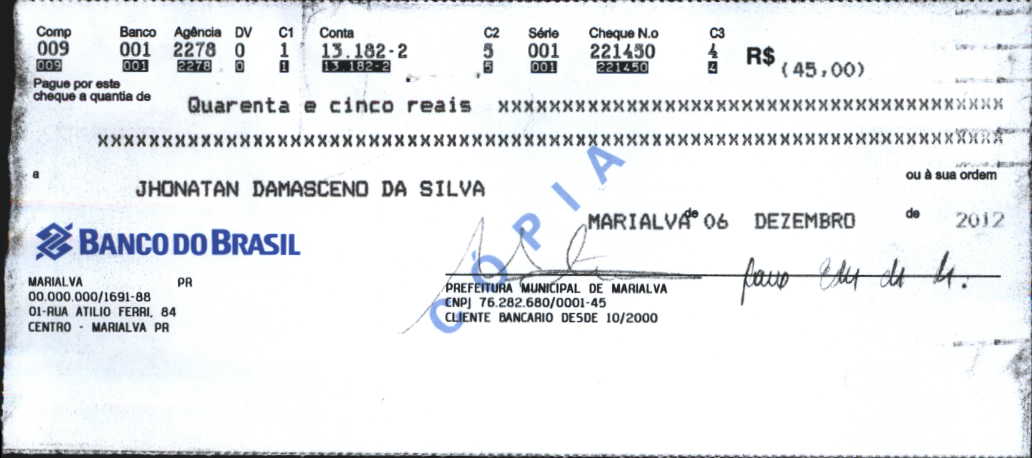 Comp Banco Agência DV C1 Conta C2 Série Cheque N.o C3
009 001 2278 0 1 13.182-2 5 001 221450 4 R$ (45,00)
009 001 2278 0 1 13.182-2 5 001 221450 4
Pague por este
cheque a quantia de
Quarenta e cinco reais xxxxxxxxxxxxxxxxxxxxxxxxxxxxxxxxxxxxxxxxxxxxxxx
xxxxxxxxxxxxxxxxxxxxxxxxxxxxxxxxxxxxxxxxxxxxxxxxxxxxxxxxxxxxxxxxxxxxxxxxxxxxxxxxxxxx
a JHONATAN DAMASCENO DA SILVA ou à sua ordem
MARIALVA de 06 DEZEMBRO de 2012
CÓPIA
BANCO DO BRASIL
MARIALVA PR
00.000.000/1691-88
01-RUA ATILIO FERRI, 84
CENTRO - MARIALVA PR
PREFEITURA MUNICIPAL DE MARIALVA
CNPJ 76.282.680/0001-45
CLIENTE BANCARIO DESDE 10/2000